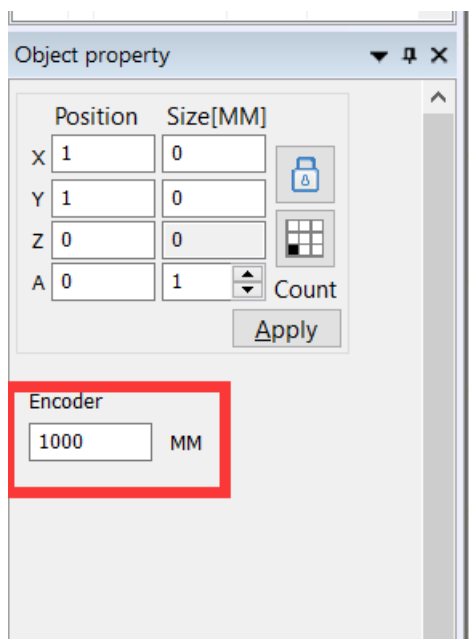 Object property
Position Size[MM]
X 1 0
Y 1 0
Z 0 0
A 0 1 Count
Apply
Encoder
1000 MM